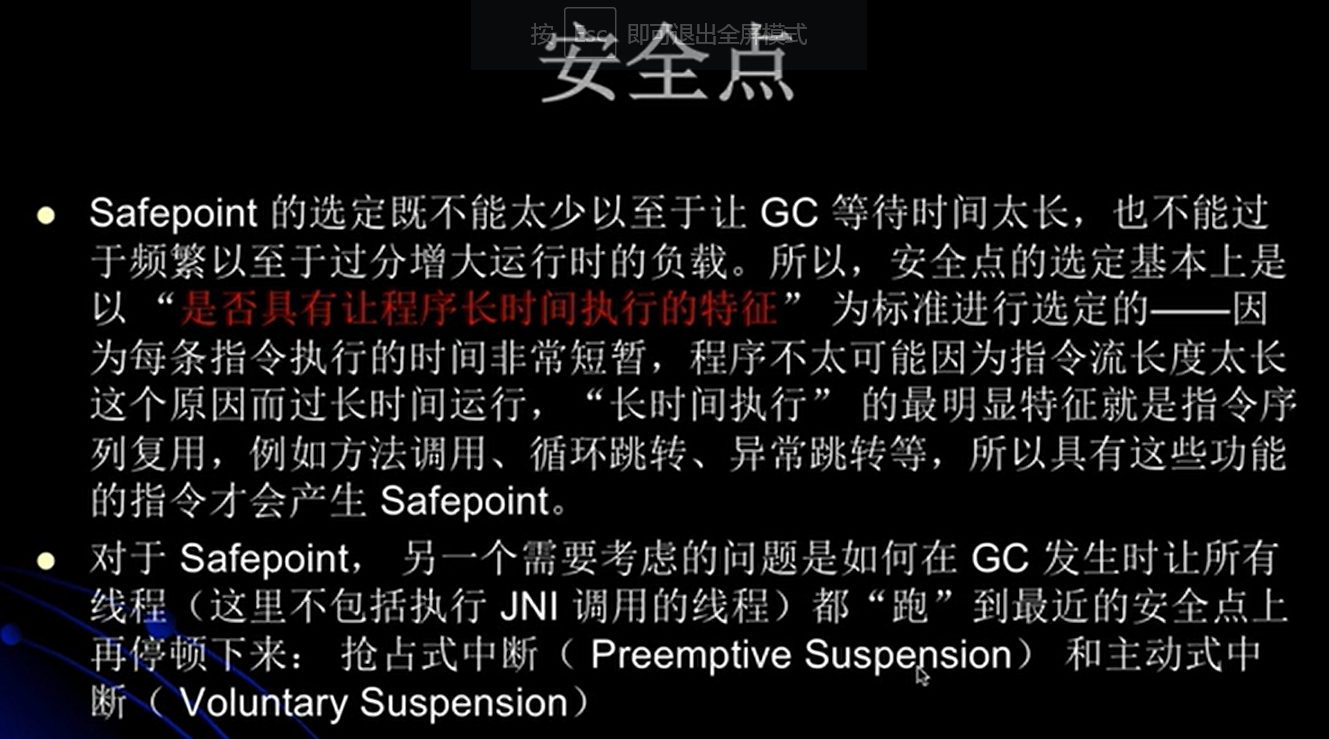 按 Esc 即可退出全屏模式
安全点
Safepoint 的选定既不能太少以至于让 GC 等待时间太长，也不能过
于频繁以至于过分增大运行时的负载。所以，安全点的选定基本上是
以 “是否具有让程序长时间执行的特征” 为标准进行选定的——因
为每条指令执行的时间非常短暂，程序不太可能因为指令流长度太长
这个原因而过长时间运行，“长时间执行” 的最明显特征就是指令序
列复用，例如方法调用、循环跳转、异常跳转等，所以具有这些功能
的指令才会产生 Safepoint。
对于 Safepoint， 另一个需要考虑的问题是如何在 GC 发生时让所有
线程（这里不包括执行 JNI 调用的线程）都“跑”到最近的安全点上
再停顿下来： 抢占式中断（ Preemptive Suspension） 和主动式中
断（ Voluntary Suspension）